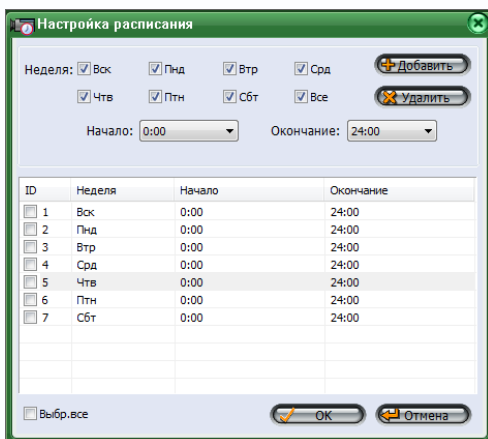 Настройка расписания
Неделя: Вск Пнд Втр Срд Добавить
Чтв Птн Сбт Все Удалить
Начало: 0:00 Окончание: 24:00
ID Неделя Начало Окончание
1 Вск 0:00 24:00
2 Пнд 0:00 24:00
3 Втр 0:00 24:00
4 Срд 0:00 24:00
5 Чтв 0:00 24:00
6 Птн 0:00 24:00
7 Сбт 0:00 24:00
Выбр.все OK Отмена